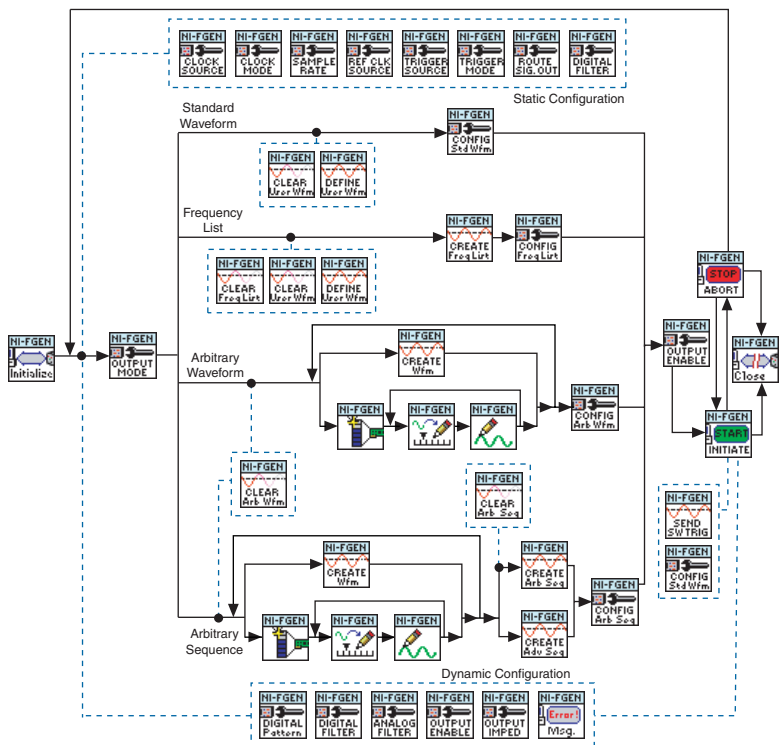 NI-FGEN NI-FGEN NI-FGEN NI-FGEN NI-FGEN NI-FGEN NI-FGEN NI-FGEN
CLOCK SOURCE
CLOCK MODE
SAMPLE RATE
REF CLK SOURCE
TRIGGER SOURCE
TRIGGER MODE
ROUTE SIG.OUT
DIGITAL FILTER
Static Configuration
Standard
Waveform
NI-FGEN
CONFIG
Std Wfm
NI-FGEN NI-FGEN
CLEAR DEFINE
User Wfm User Wfm
Frequency
List
NI-FGEN NI-FGEN
CREATE CONFIG
Freq List Freq List
NI-FGEN NI-FGEN NI-FGEN
CLEAR CLEAR DEFINE
Freq List User Wfm User Wfm
NI-FGEN
STOP
ABORT
NI-FGEN
Initialize
NI-FGEN
OUTPUT
MODE
Arbitrary
Waveform
NI-FGEN
CREATE
Wfm
NI-FGEN NI-FGEN NI-FGEN
NI-FGEN
CONFIG
Arb Wfm
NI-FGEN
OUTPUT
ENABLE
NI-FGEN
Close
NI-FGEN
START
INITIATE
NI-FGEN
CLEAR
Arb Wfm
NI-FGEN
CLEAR
Arb Seq
NI-FGEN
SEND
SW TRIG
NI-FGEN
CONFIG
Std Wfm
NI-FGEN
CREATE
Wfm
NI-FGEN
CREATE
Arb Seq
NI-FGEN
CONFIG
Arb Seq
NI-FGEN NI-FGEN NI-FGEN
NI-FGEN
CREATE
Adv Seq
Arbitrary
Sequence
Dynamic Configuration
NI-FGEN NI-FGEN NI-FGEN NI-FGEN NI-FGEN NI-FGEN
DIGITAL Pattern
DIGITAL FILTER
ANALOG FILTER
OUTPUT ENABLE
OUTPUT IMPED
Error! Msg.